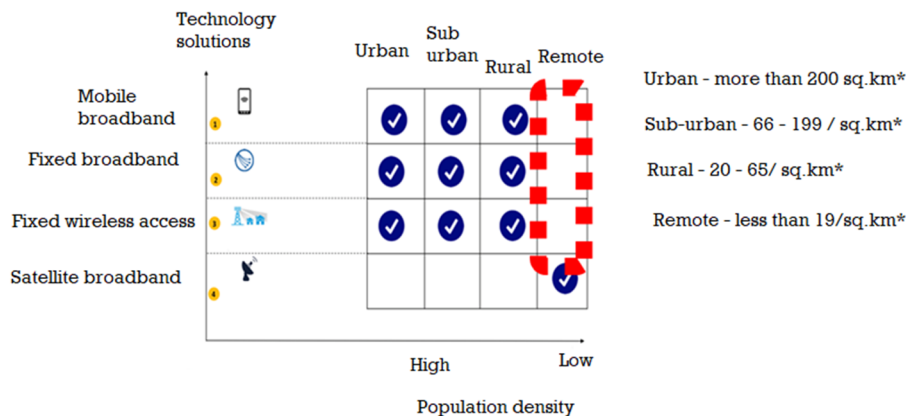 Technology
solutions
Urban
Sub
urban
Rural
Remote
Mobile
broadband
1
Fixed broadband
2
Fixed wireless access
3
Satellite broadband
4
High
Low
Population density
Urban - more than 200 sq.km*
Sub-urban - 66 - 199 / sq.km*
Rural - 20 - 65/ sq.km*
Remote - less than 19/sq.km*